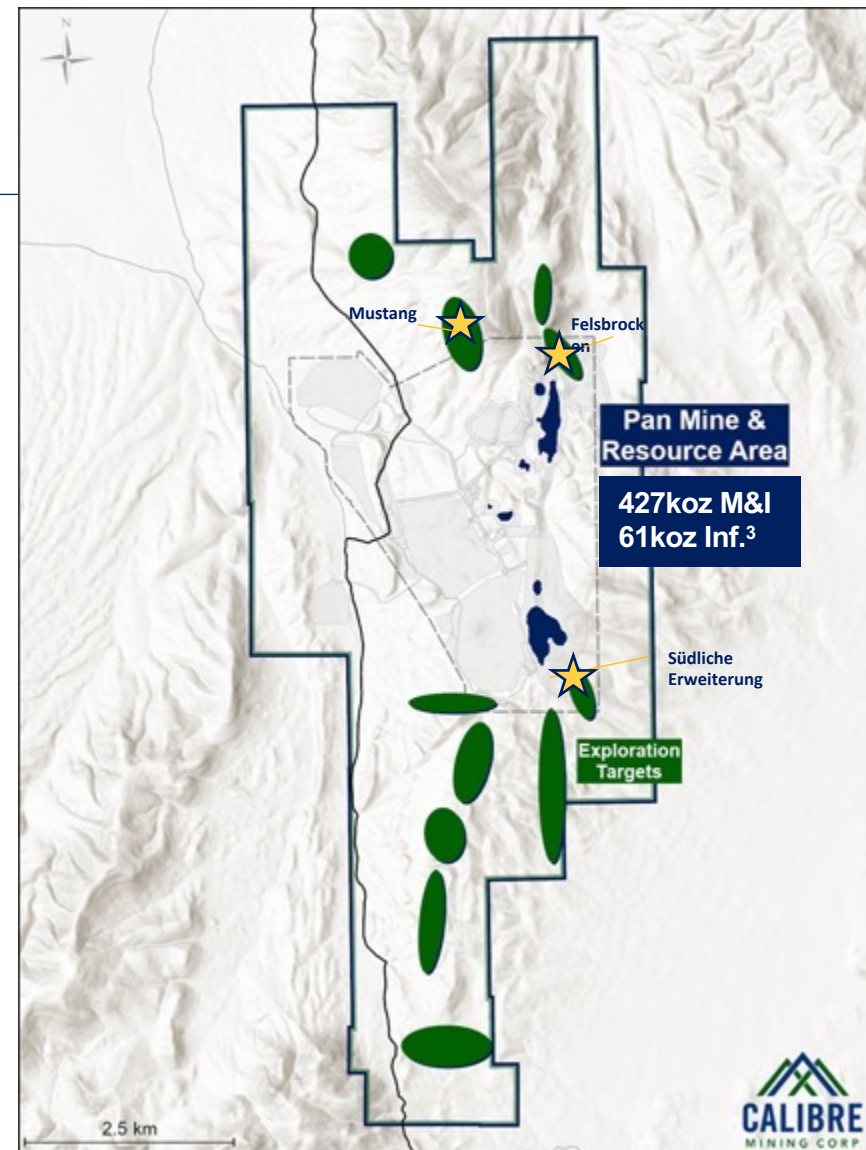 N
Mustang
Felsbrock
en
Pan Mine &
Resource Area
427koz M&I
61koz Inf.³
Südliche
Erweiterung
Exploration
Targets
2.5 km
CALIBRE
MINING CORP